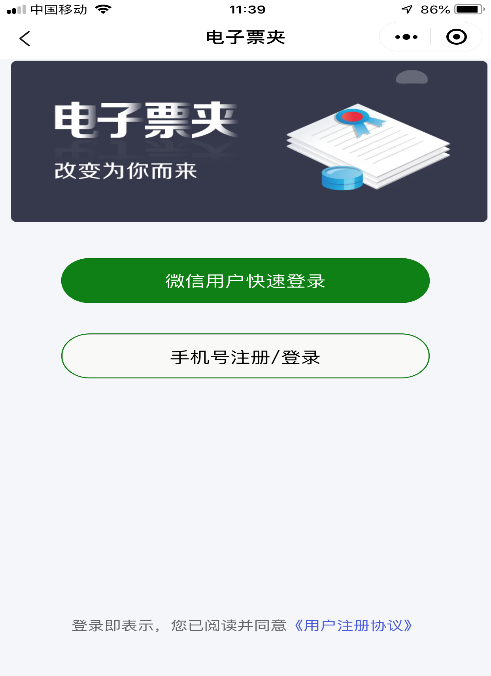 中国移动 11:39 86%
电子票夹
电子票夹
改变为你而来
微信用户快速登录
手机号注册/登录
登录即表示，您已阅读并同意《用户注册协议》